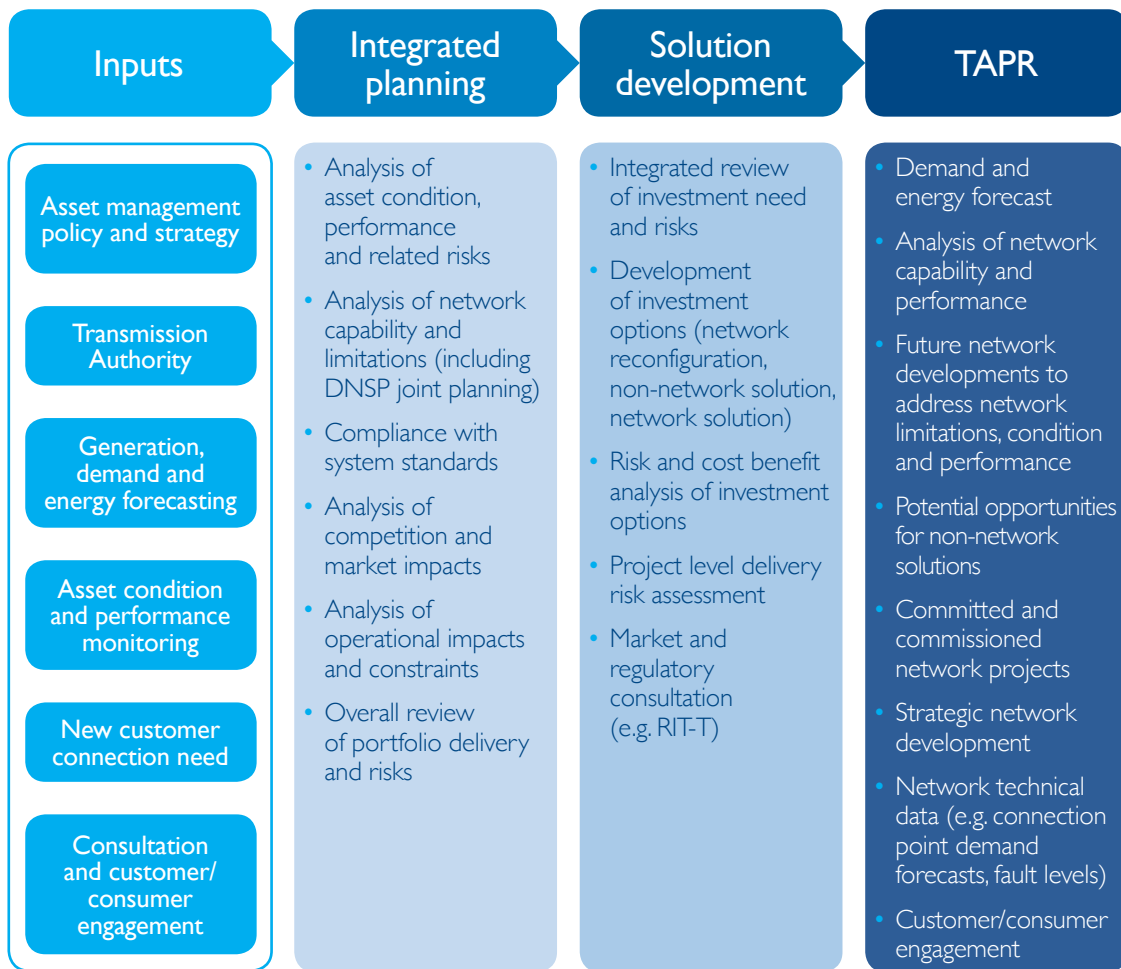 Inputs
Integrated
planning
Solution
development
TAPR
Asset management
policy and strategy
Transmission
Authority
Generation,
demand and
energy forecasting
Asset condition
and performance
monitoring
New customer
connection need
Consultation
and customer/
consumer
engagement
• Analysis of
asset condition,
performance
and related risks
• Analysis of network
capability and
limitations (including
DNSP joint planning)
• Compliance with
system standards
• Analysis of
competition and
market impacts
• Analysis of
operational impacts
and constraints
• Overall review
of portfolio delivery
and risks
• Integrated review
of investment need
and risks
• Development
of investment
options (network
reconfiguration,
non-network solution,
network solution)
• Risk and cost benefit
analysis of investment
options
• Project level delivery
risk assessment
• Market and
regulatory
consultation
(e.g. RIT-T)
• Demand and
energy forecast
• Analysis of network
capability and
performance
• Future network
developments to
address network
limitations, condition
and performance
• Potential opportunities
for non-network
solutions
• Committed and
commissioned
network projects
• Strategic network
development
• Network technical
data (e.g. connection
point demand
forecasts, fault levels)
• Customer/consumer
engagement